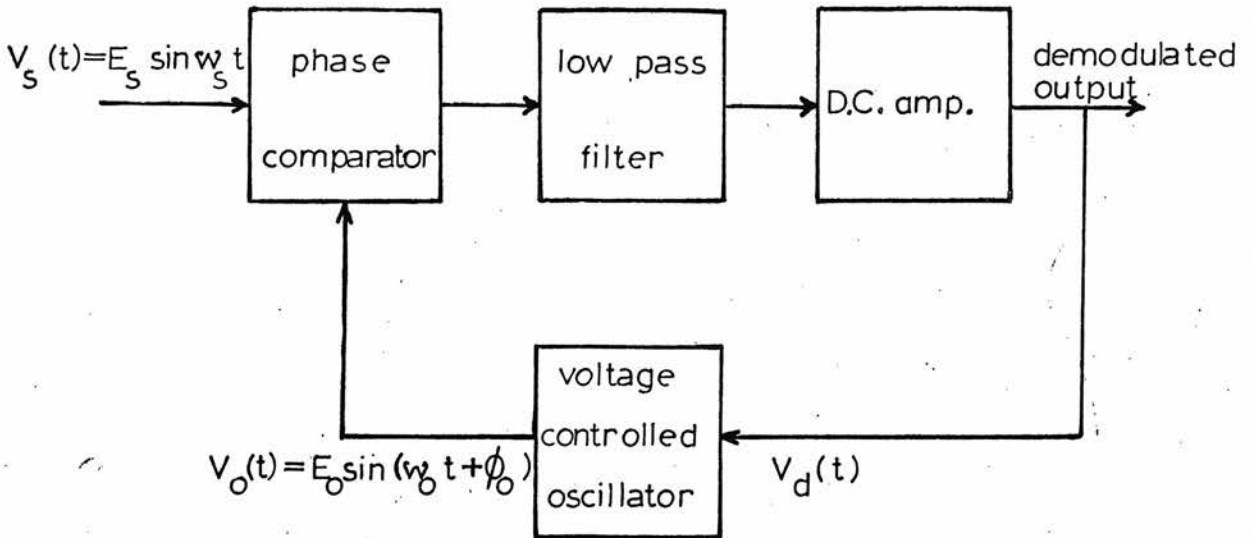 V_s (t)=E_s sin w_s t
phase
comparator
low pass
filter
D.C. amp.
demodulated
output
voltage
controlled
oscillator
V_o(t)=E_o sin (w_o t+ϕ_o)
V_d(t)